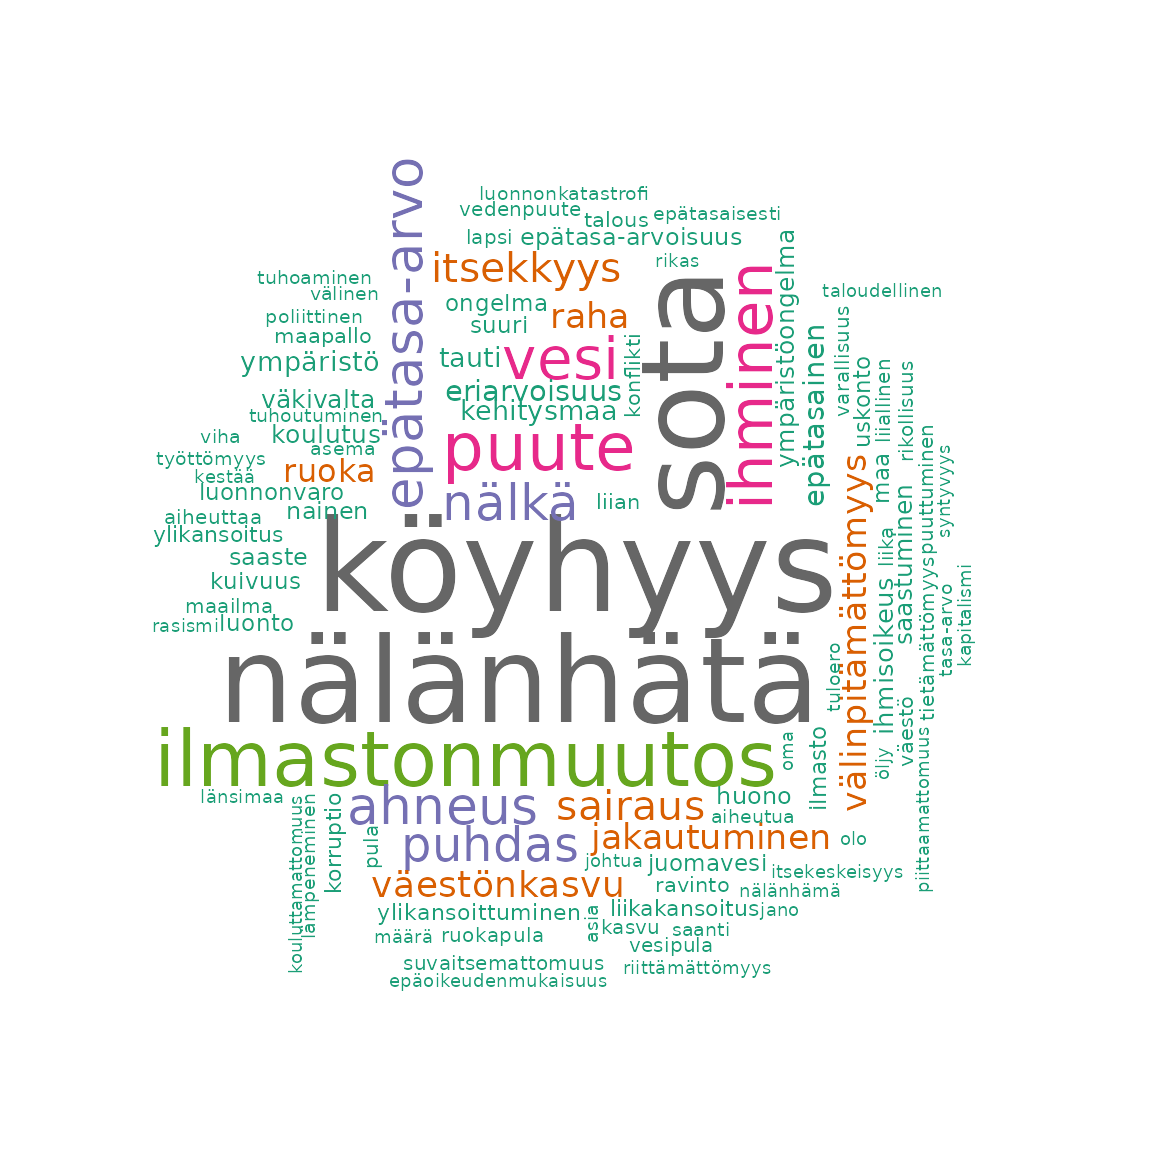 luonnonkatastrofi
vedenpuute
talous
epätasaisesti
lapsi
epätasa-arvoisuus
epätasa-arvo
itsekkyys
rikas
ympäristöongelma
tuhoaminen
välinen
ongelma
raha
sota
ihminen
taloudellinen
poliittinen
suuri
maapallo
konflikti
varallisuus
ympäristö
tauti
vesi
epätasainen
uskonto
liiallinen
rikollisuus
väkivalta
eriarvoisuus
tuhoutuminen
kehitysmaa
koulutus
viha
asema
puute
työttömyys
kestää
ruoka
maa
puuttuminen
syntyvyys
luonnonvaro
nälkä
liian
nainen
aiheuttaa
ylikansoitus
köyhyys
välinpitämättömyys
liika
saastuminen
saaste
kuivuus
ihmisoikeus
tietämättömyys
tasa-arvo
kapitalismi
maailma
rasismi
luonto
nälänhätä
tuloero
väestö
ilmastonmuutos
oma
ilmasto
öljy
piittaamattomuus
länsimaa
kouluttamattomuus
lämpeneminen
korruptio
ahneus
sairaus
huono
aiheutua
pula
puhdas
jakautuminen
olo
johtua
juomavesi
itsekeskeisyys
väestönkasvu
ravinto
nälänhämä
ylikansoittuminen
asia
liikakansoitus
jano
kasvu
saanti
määrä
ruokapula
vesipula
suvaitsemattomuus
riittämättömyys
epäoikeudenmukaisuus